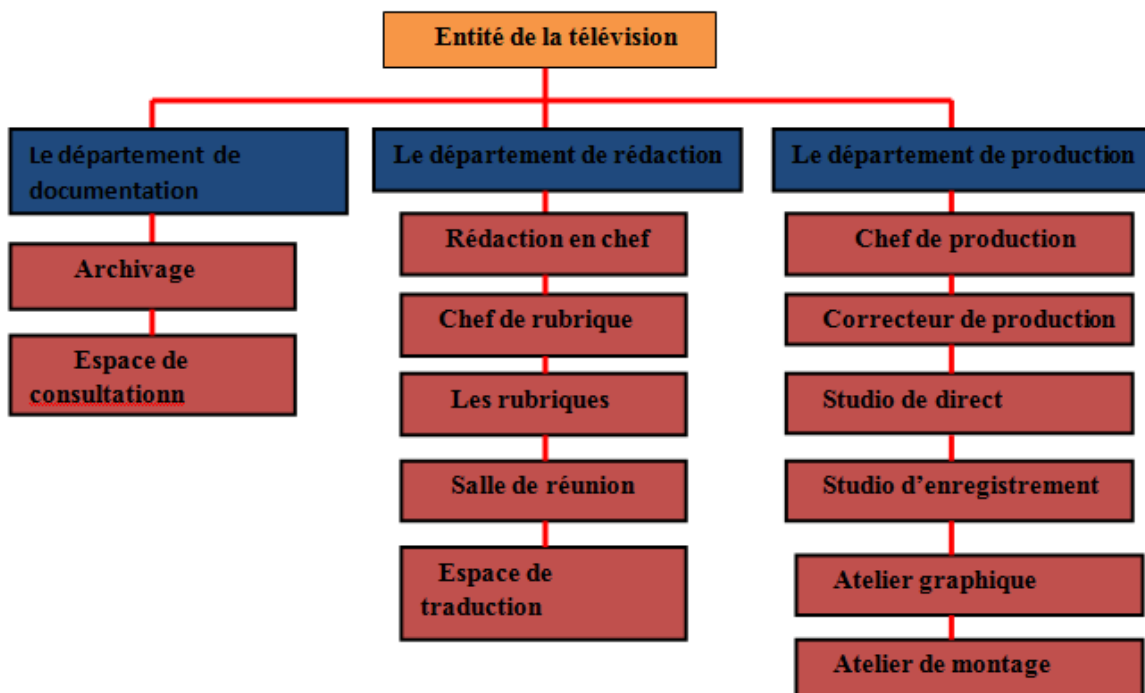 Entité de la télévision
Le département de
documentation
Archivage
Espace de
consultationn
Le département de rédaction
Rédaction en chef
Chef de rubrique
Les rubriques
Salle de réunion
Espace de
traduction
Le département de production
Chef de production
Correcteur de production
Studio de direct
Studio d’enregistrement
Atelier graphique
Atelier de montage